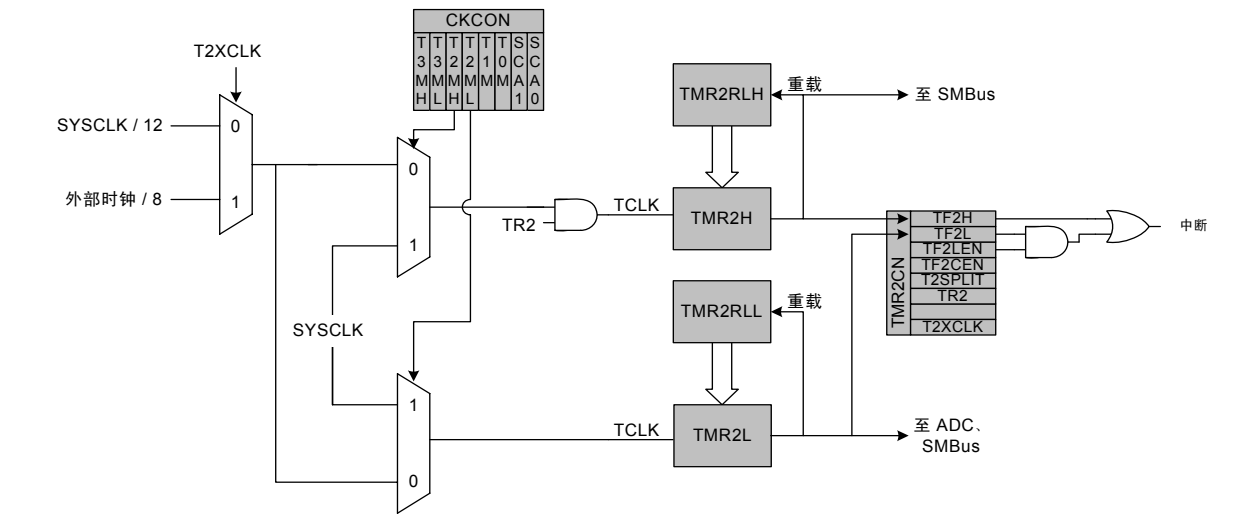 CKCON
T3MH T3ML T2MH T2ML T1M T0M SCA1 SCA0
T2XCLK
SYSCLK / 12
0
外部时钟 / 8
1
0
1
SYSCLK
1
0
TR2
TCLK
TMR2RLH
重载
至 SMBus
TMR2H
TMR2RLL
重载
TCLK
TMR2L
至 ADC、
SMBus
TMR2CN
TF2H
TF2L
TF2LEN
TF2CEN
T2SPLIT
TR2
T2XCLK
中断